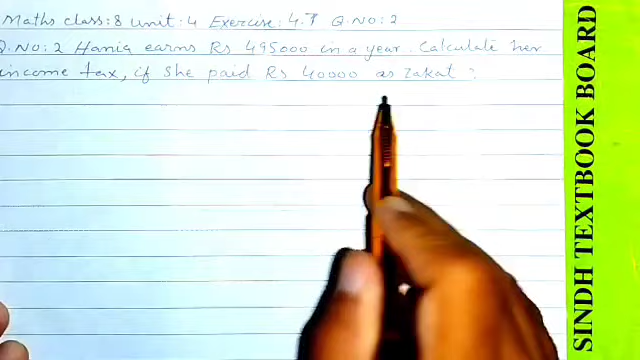 Maths class:8 Unit:4 Exercise:4.7 Q.No:2
Q.No:2 Hania earns Rs 495000 in a year. Calculate her
income tax, if She paid Rs 40000 as Zakat?
SINDH TEXTBOOK BOARD